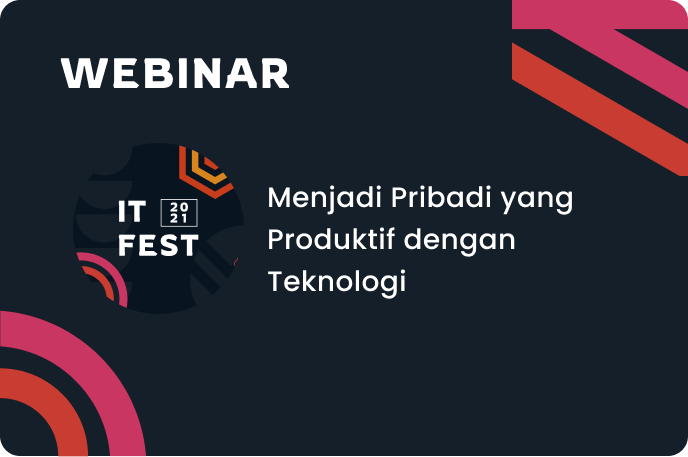 WEBINAR
IT 20
21
FEST
Menjadi Pribadi yang
Produktif dengan
Teknologi